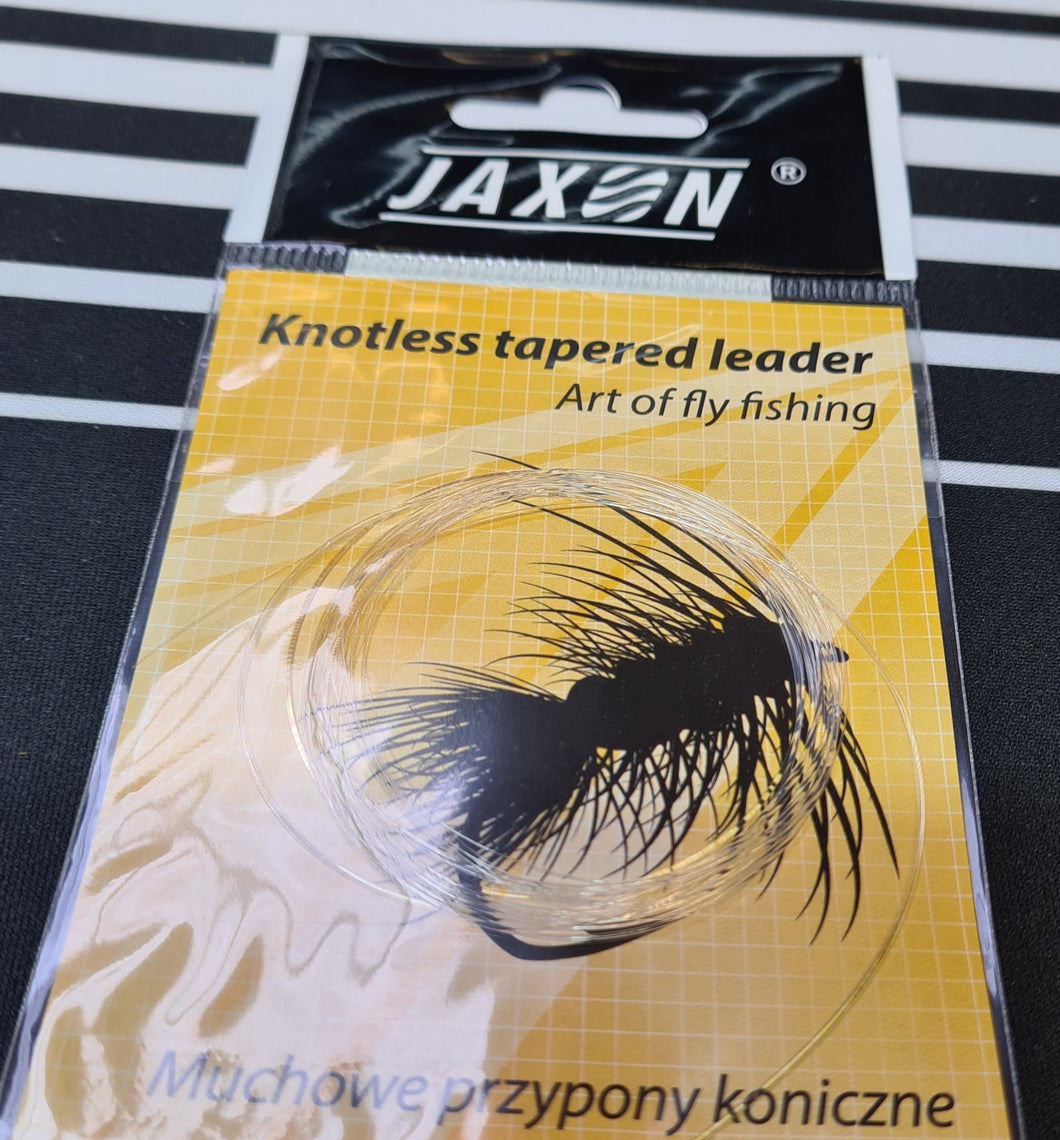 JAXON ®
Knotless tapered leader
Art of fly fishing
Muchowe przypony koniczne